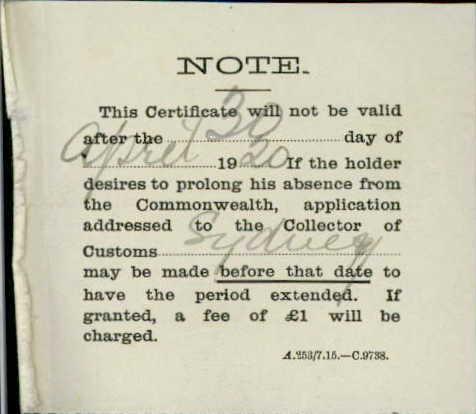 NOTE.
This Certificate will not be valid
after the 30 day of
April 1920 If the holder
desires to prolong his absence from
the Commonwealth, application
addressed to the Collector of
Customs Sydney
may be made before that date to
have the period extended. If
granted, a fee of £1 will be
charged.
A.253/7.15.—C.9738.